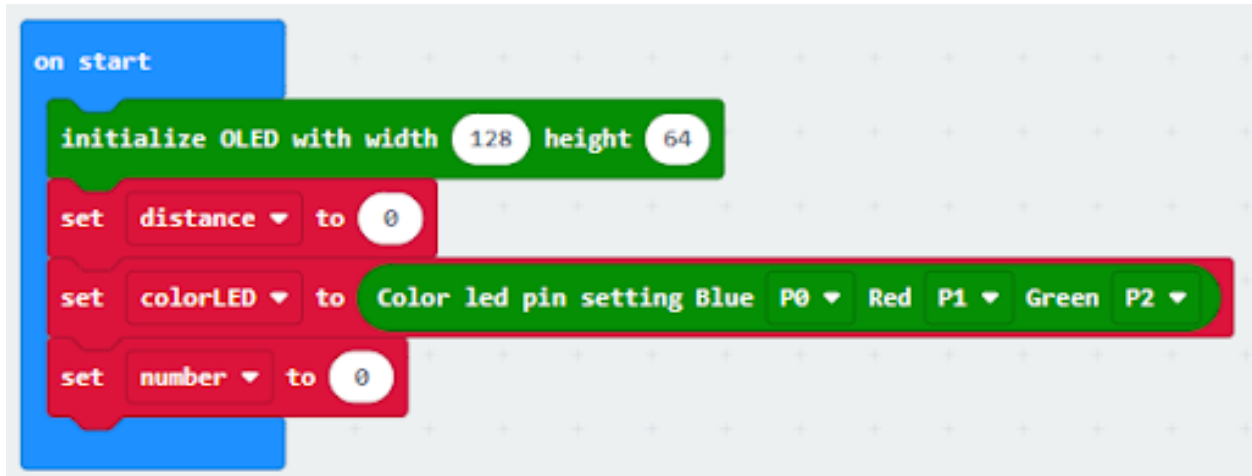 on start
initialize OLED with width 128 height 64
set distance to 0
set colorLED to Color led pin setting Blue P0 Red P1 Green P2
set number to 0